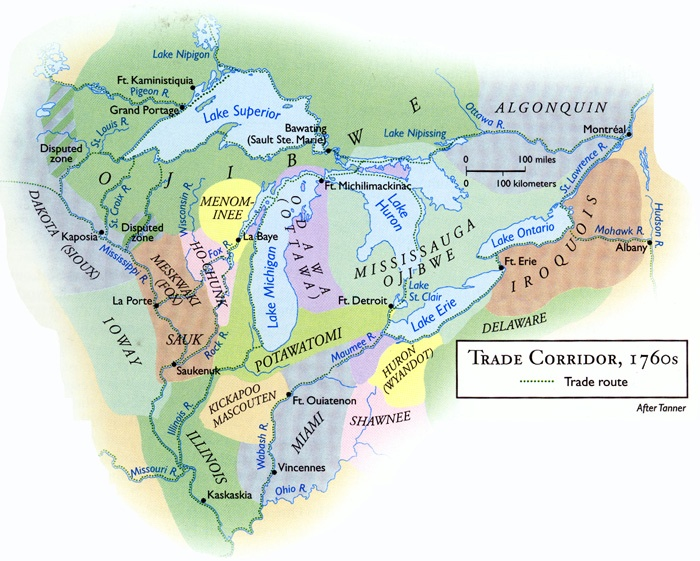 Lake Nipigon
Ft. Kaministiquia
Pigeon R.
Grand Portage
Lake Superior
St. Louis R.
Disputed
zone
OJIBWE
Bawating
(Sault Ste. Marie)
Lake Nipissing
Ottawa R.
ALGONQUIN
Montréal
0 100 miles
0 100 kilometers
St. Lawrence R.
DAKOTA
(SIOUX)
St. Croix R.
Kaposia
Disputed
zone
Mississippi R.
Wisconsin R.
MENOM-
INEE
Ft. Michilimackinac
Lake
Huron
ODAWA
(OTTAWA)
La Baye
Fox R.
HO-CHUNK
MESKWAKI
(FOX)
Lake Michigan
MISSISSAUGA
OJIBWE
Lake Ontario
IROQUOIS
Mohawk R.
Hudson R.
Albany
Ft. Erie
La Porte
IOWAY
SAUK
Saukenuk
Rock R.
Ft. Detroit
Lake
St. Clair
Lake Erie
DELAWARE
POTAWATOMI
Maumee R.
HURON
(WYANDOT)
TRADE CORRIDOR, 1760s
Trade route
After Tanner
KICKAPOO
MASCOUTEN
Ft. Ouiatenon
SHAWNEE
MIAMI
Illinois R.
ILLINOIS
Wabash R.
Vincennes
Missouri R.
Ohio R.
Kaskaskia